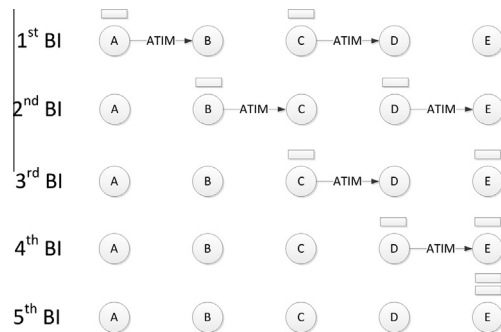 1st BI A ATIM B C ATIM D E
2nd BI A B ATIM C D ATIM E
3rd BI A B C ATIM D E
4th BI A B C D ATIM E
5th BI A B C D E